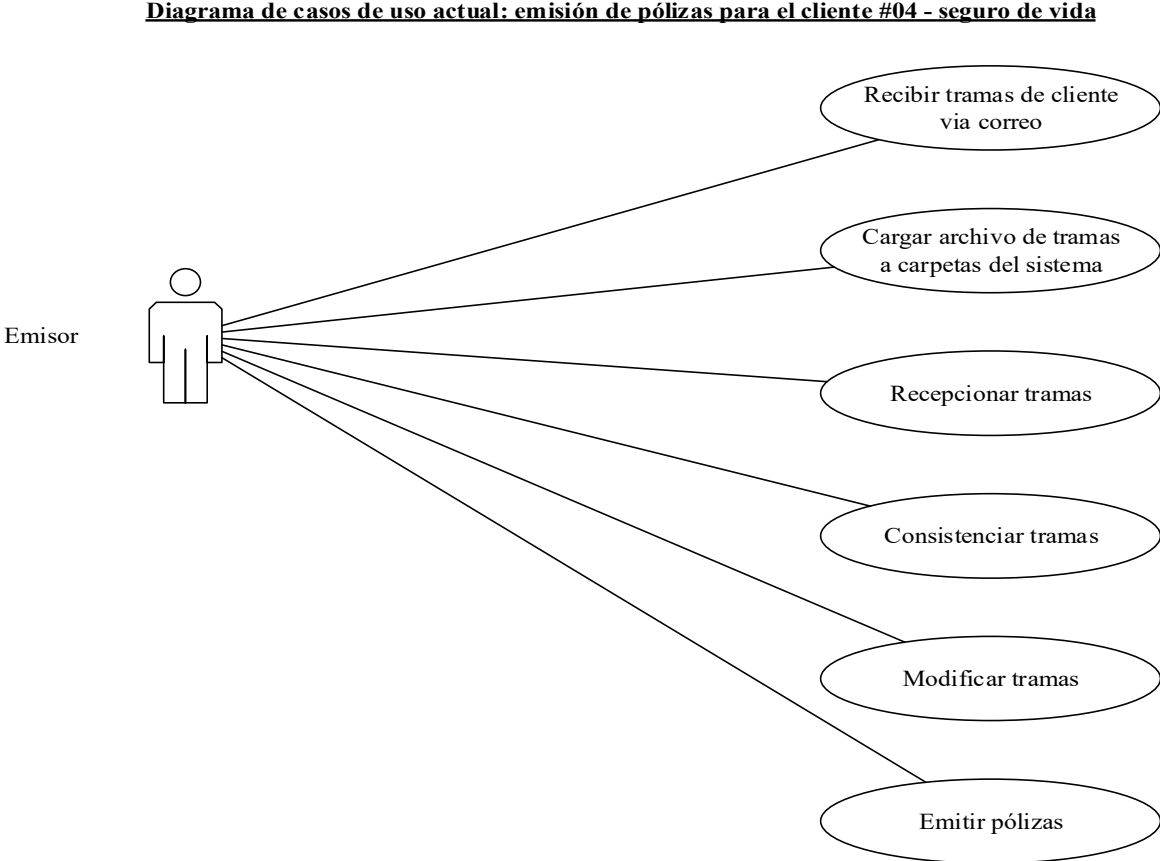 Diagrama de casos de uso actual: emisión de pólizas para el cliente #04 - seguro de vida
Recibir tramas de cliente
via correo
Cargar archivo de tramas
a carpetas del sistema
Emisor
Recepcionar tramas
Consistenciar tramas
Modificar tramas
Emitir pólizas